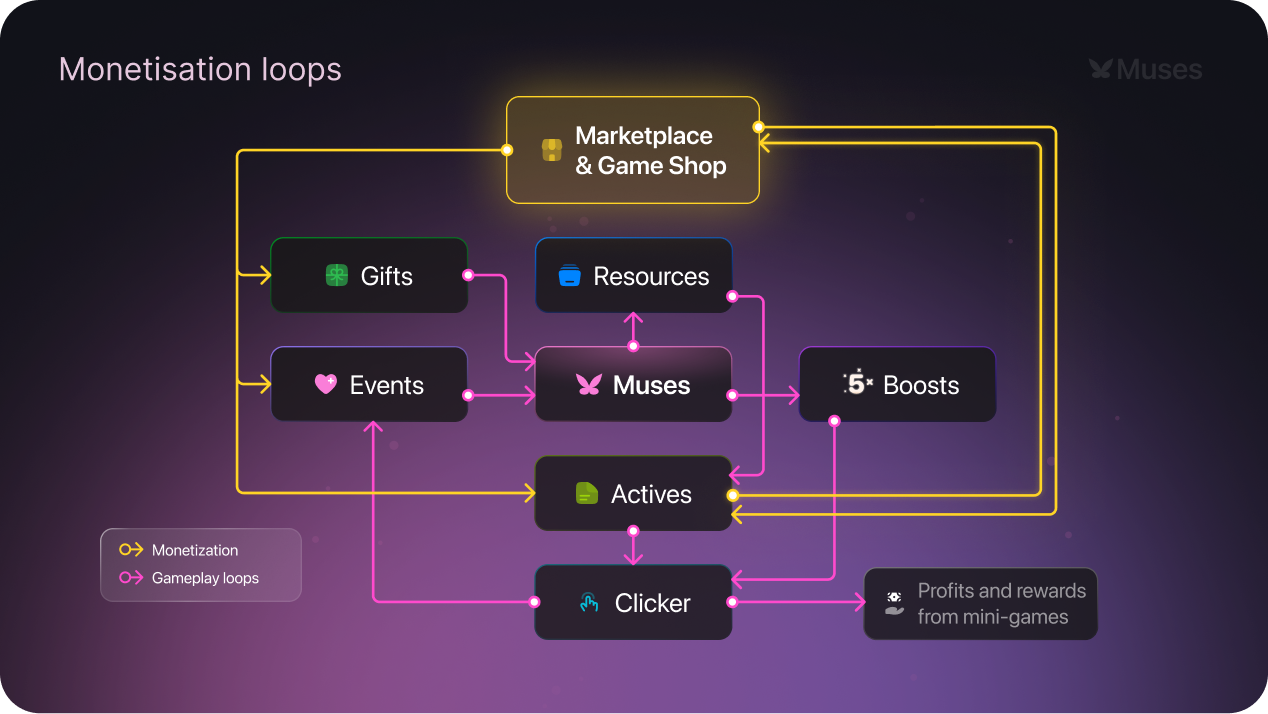 Monetisation loops
Muses
Marketplace
& Game Shop
Gifts
Resources
Events
Muses
5×
Boosts
Actives
Monetization
Gameplay loops
Clicker
Profits and rewards
from mini-games